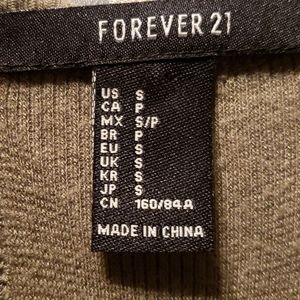 FOREVER 21
US S
CA P
MX S/P
BR P
EU S
UK S
KR S
JP S
CN 160/84A
MADE IN CHINA